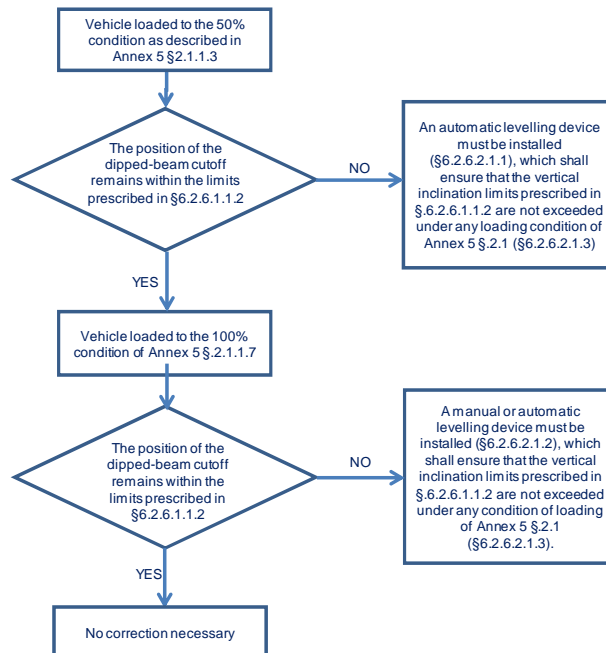 Vehicle loaded to the 50%
condition as described in
Annex 5 §2.1.1.3
The position of the
dipped-beam cutoff
remains within the limits
prescribed in §6.2.6.1.1.2
NO
An automatic levelling device
must be installed
(§6.2.6.2.1.1), which shall
ensure that the vertical
inclination limits prescribed in
§.6.2.6.1.1.2 are not exceeded
under any loading condition of
Annex 5 §.2.1 (§6.2.6.2.1.3)
YES
Vehicle loaded to the 100%
condition of Annex 5 §.2.1.1.7
The position of the
dipped-beam cutoff
remains within the
limits prescribed in
§6.2.6.1.1.2
NO
A manual or automatic
levelling device must be
installed (§6.2.6.2.1.2), which
shall ensure that the vertical
inclination limits prescribed in
§.6.2.6.1.1.2 are not exceeded
under any condition of loading
of Annex 5 §.2.1
(§6.2.6.2.1.3).
YES
No correction necessary